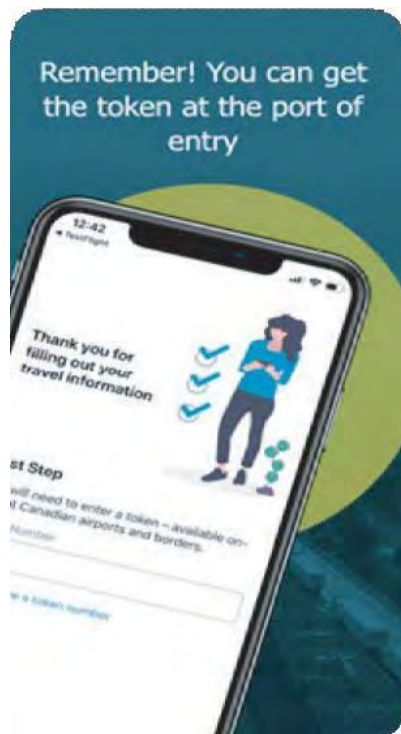 Remember! You can get
the token at the port of
entry
12:42
TestFlight
Thank you for
filling out your
travel information
st Step
will need to enter a token – available on-
l Canadian airports and borders.
Number
e a token number